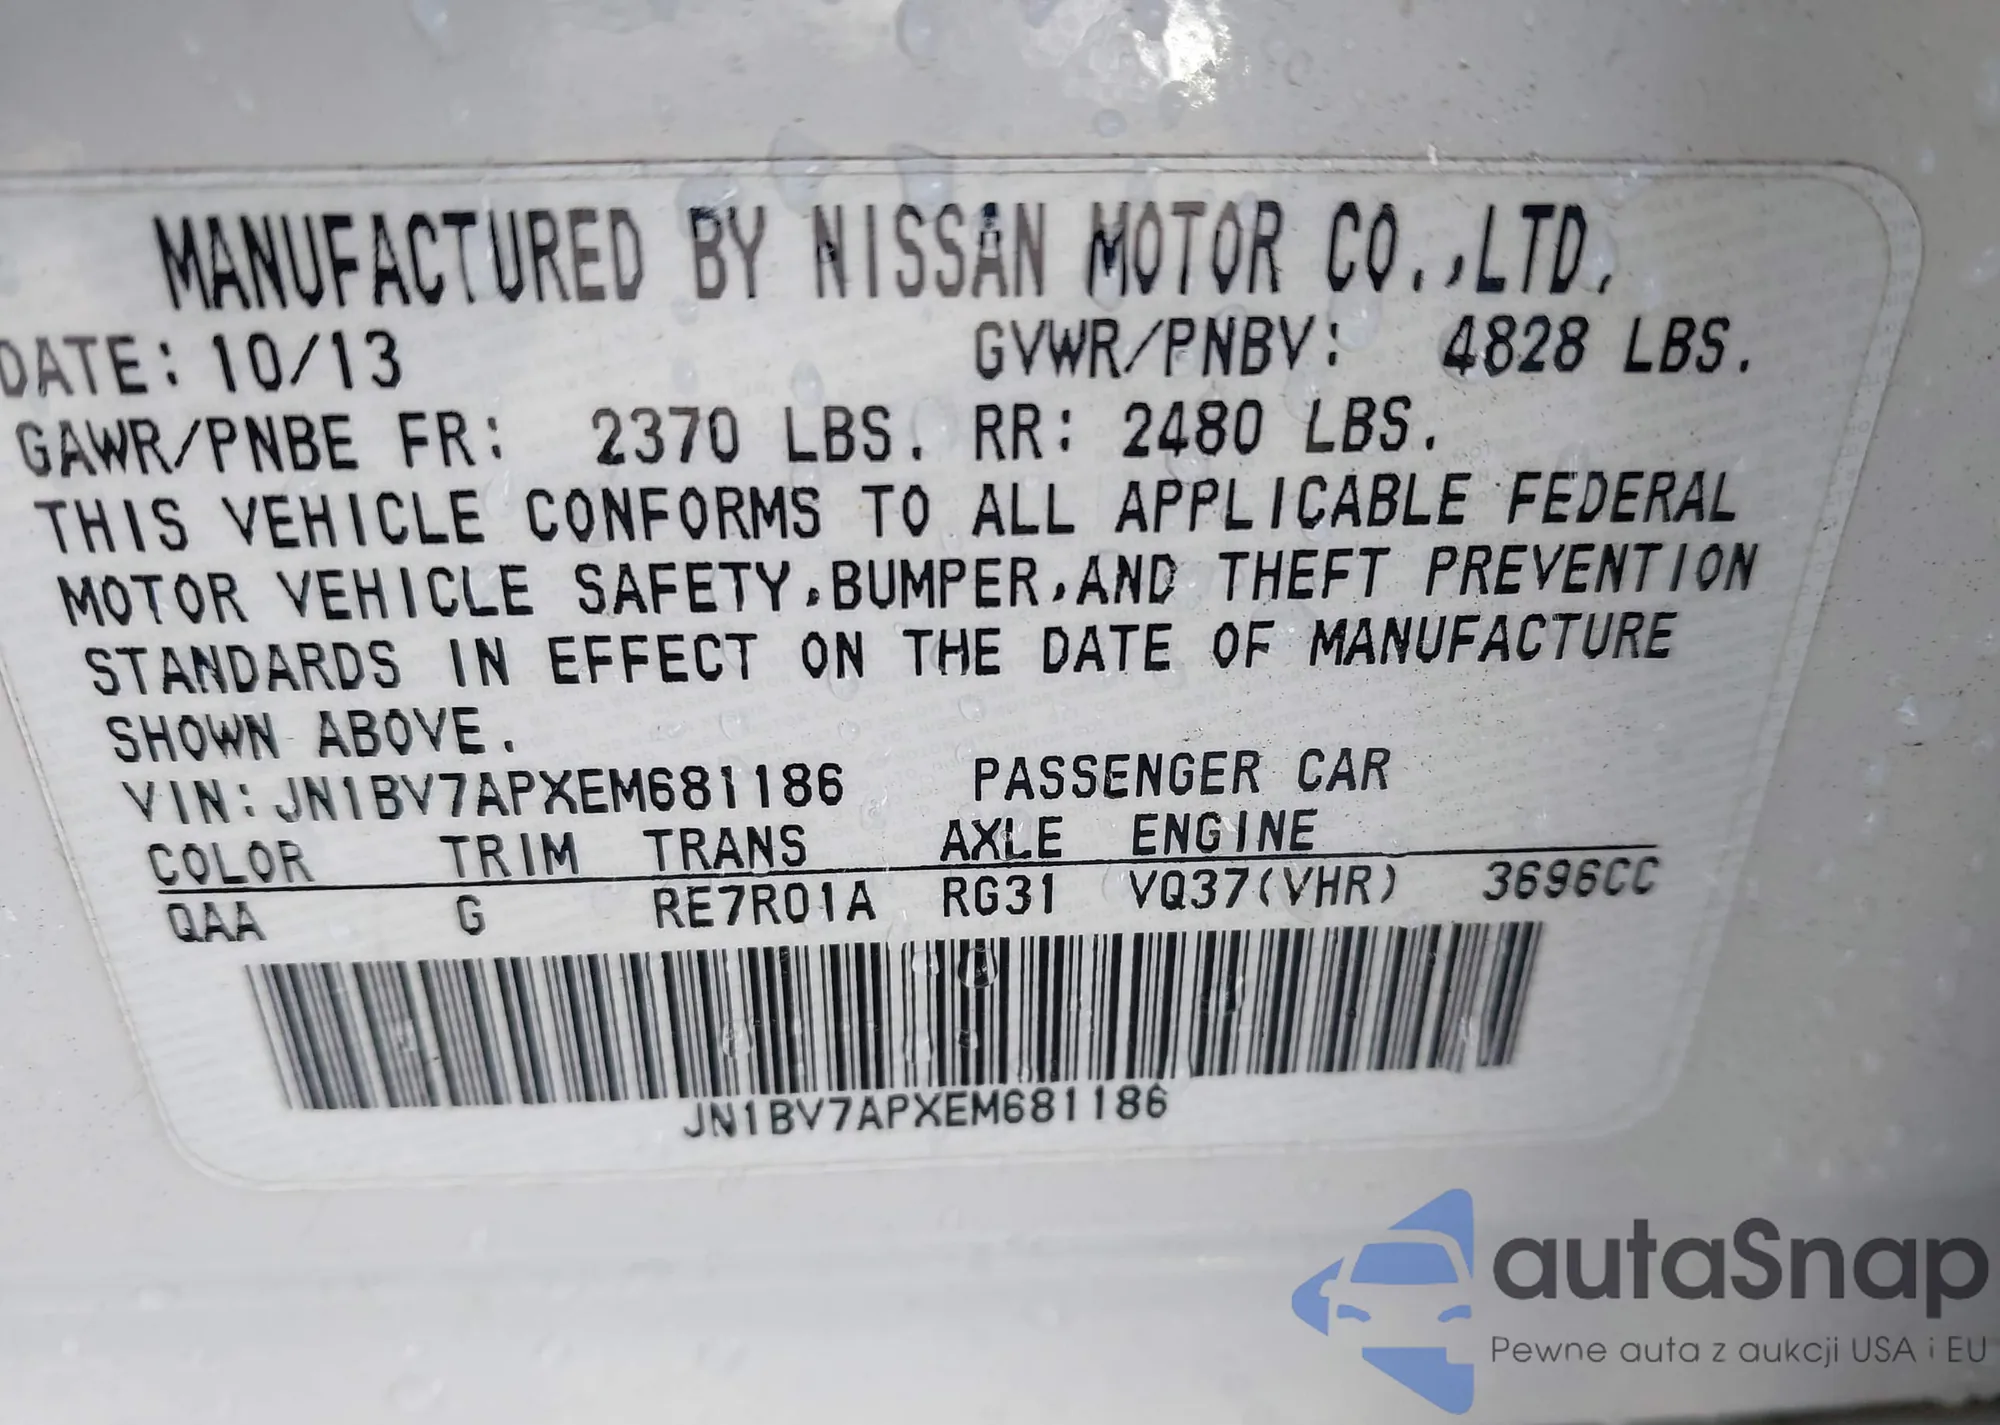 MANUFACTURED BY NISSAN MOTOR CO.,LTD.
DATE: 10/13 GVWR/PNBV: 4828 LBS.
GAWR/PNBE FR: 2370 LBS. RR: 2480 LBS.
THIS VEHICLE CONFORMS TO ALL APPLICABLE FEDERAL
MOTOR VEHICLE SAFETY,BUMPER,AND THEFT PREVENTION
STANDARDS IN EFFECT ON THE DATE OF MANUFACTURE
SHOWN ABOVE.
VIN:JN1BV7APXEM681186 PASSENGER CAR
COLOR TRIM TRANS AXLE ENGINE
QAA G RE7R01A RG31 VQ37(VHR) 3696CC
JN1BV7APXEM681186
autaSnap
Pewne auta z aukcji USA i EU